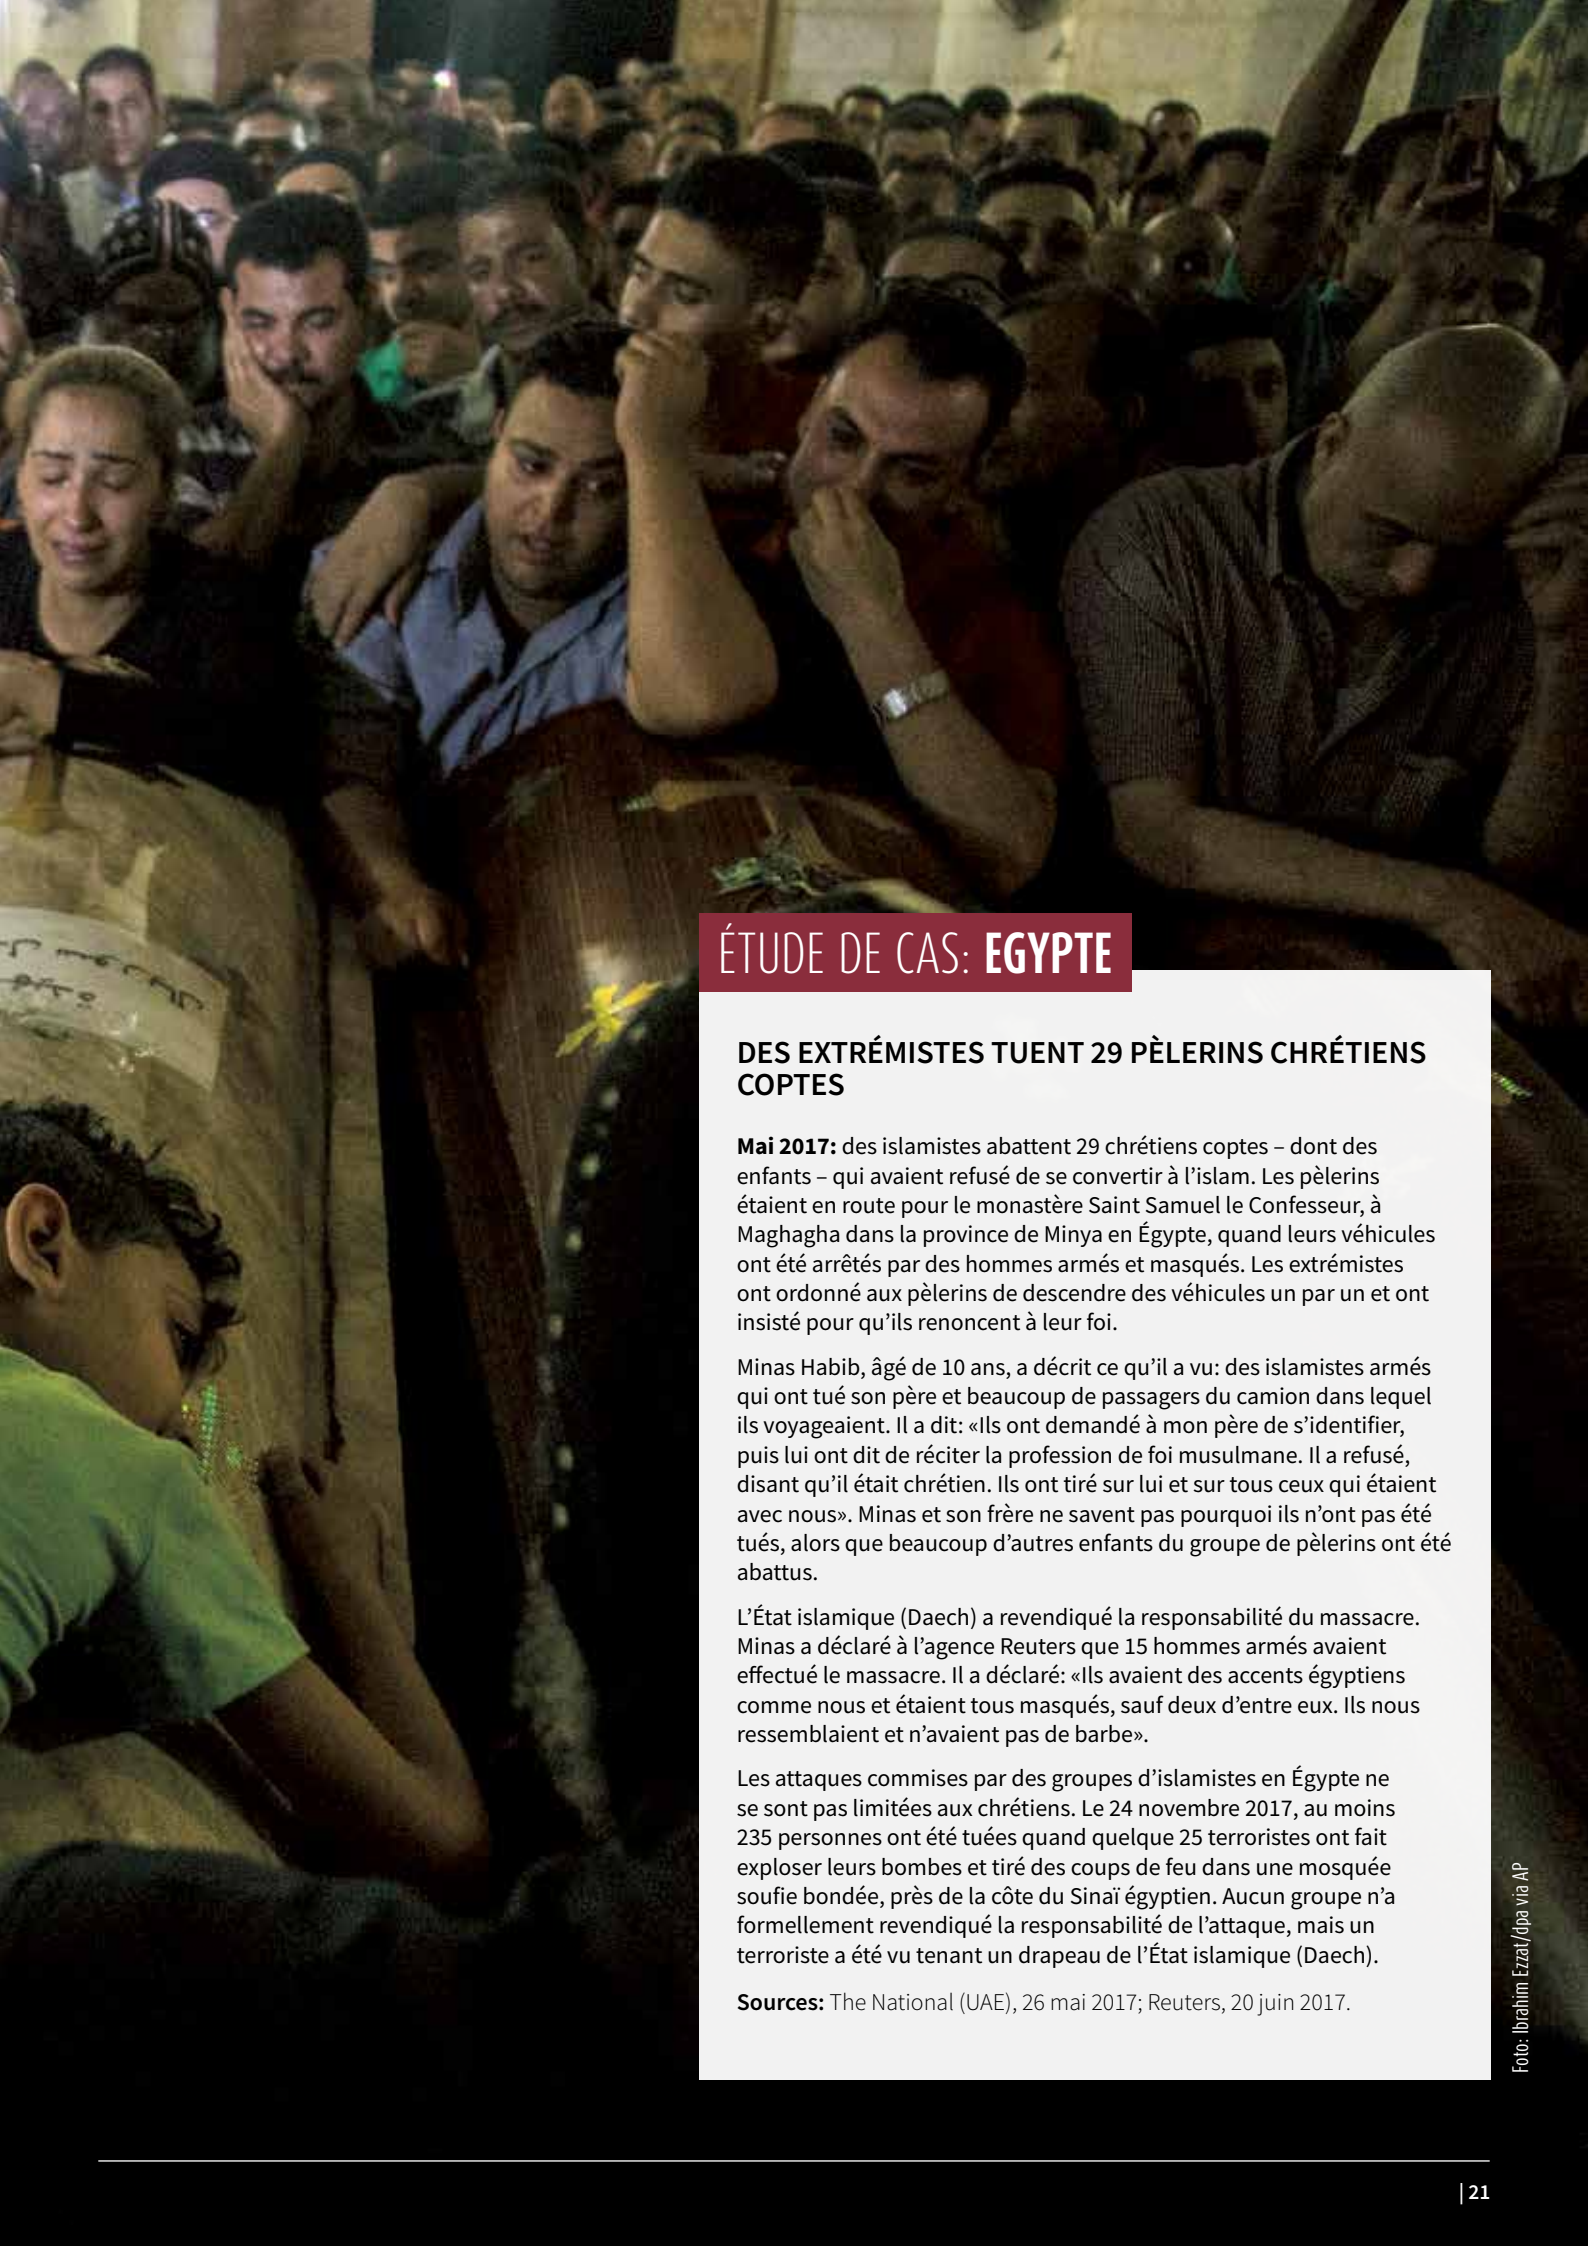 ÉTUDE DE CAS: EGYPTE
DES EXTRÉMISTES TUENT 29 PÈLERINS CHRÉTIENS
COPTES
Mai 2017: des islamistes abattent 29 chrétiens coptes – dont des
enfants – qui avaient refusé de se convertir à l’islam. Les pèlerins
étaient en route pour le monastère Saint Samuel le Confesseur, à
Maghagha dans la province de Minya en Égypte, quand leurs véhicules
ont été arrêtés par des hommes armés et masqués. Les extrémistes
ont ordonné aux pèlerins de descendre des véhicules un par un et ont
insisté pour qu’ils renoncent à leur foi.
Minas Habib, âgé de 10 ans, a décrit ce qu’il a vu: des islamistes armés
qui ont tué son père et beaucoup de passagers du camion dans lequel
ils voyageaient. Il a dit: «Ils ont demandé à mon père de s’identifier,
puis lui ont dit de réciter la profession de foi musulmane. Il a refusé,
disant qu’il était chrétien. Ils ont tiré sur lui et sur tous ceux qui étaient
avec nous». Minas et son frère ne savent pas pourquoi ils n’ont pas été
tués, alors que beaucoup d’autres enfants du groupe de pèlerins ont été
abattus.
L’État islamique (Daech) a revendiqué la responsabilité du massacre.
Minas a déclaré à l’agence Reuters que 15 hommes armés avaient
effectué le massacre. Il a déclaré: «Ils avaient des accents égyptiens
comme nous et étaient tous masqués, sauf deux d’entre eux. Ils nous
ressemblaient et n’avaient pas de barbe».
Les attaques commises par des groupes d’islamistes en Égypte ne
se sont pas limitées aux chrétiens. Le 24 novembre 2017, au moins
235 personnes ont été tuées quand quelque 25 terroristes ont fait
exploser leurs bombes et tiré des coups de feu dans une mosquée
soufie bondée, près de la côte du Sinaï égyptien. Aucun groupe n’a
formellement revendiqué la responsabilité de l’attaque, mais un
terroriste a été vu tenant un drapeau de l’État islamique (Daech).
Sources: The National (UAE), 26 mai 2017; Reuters, 20 juin 2017.
Foto: Ibrahim Ezzat/dpa via AP
| 21